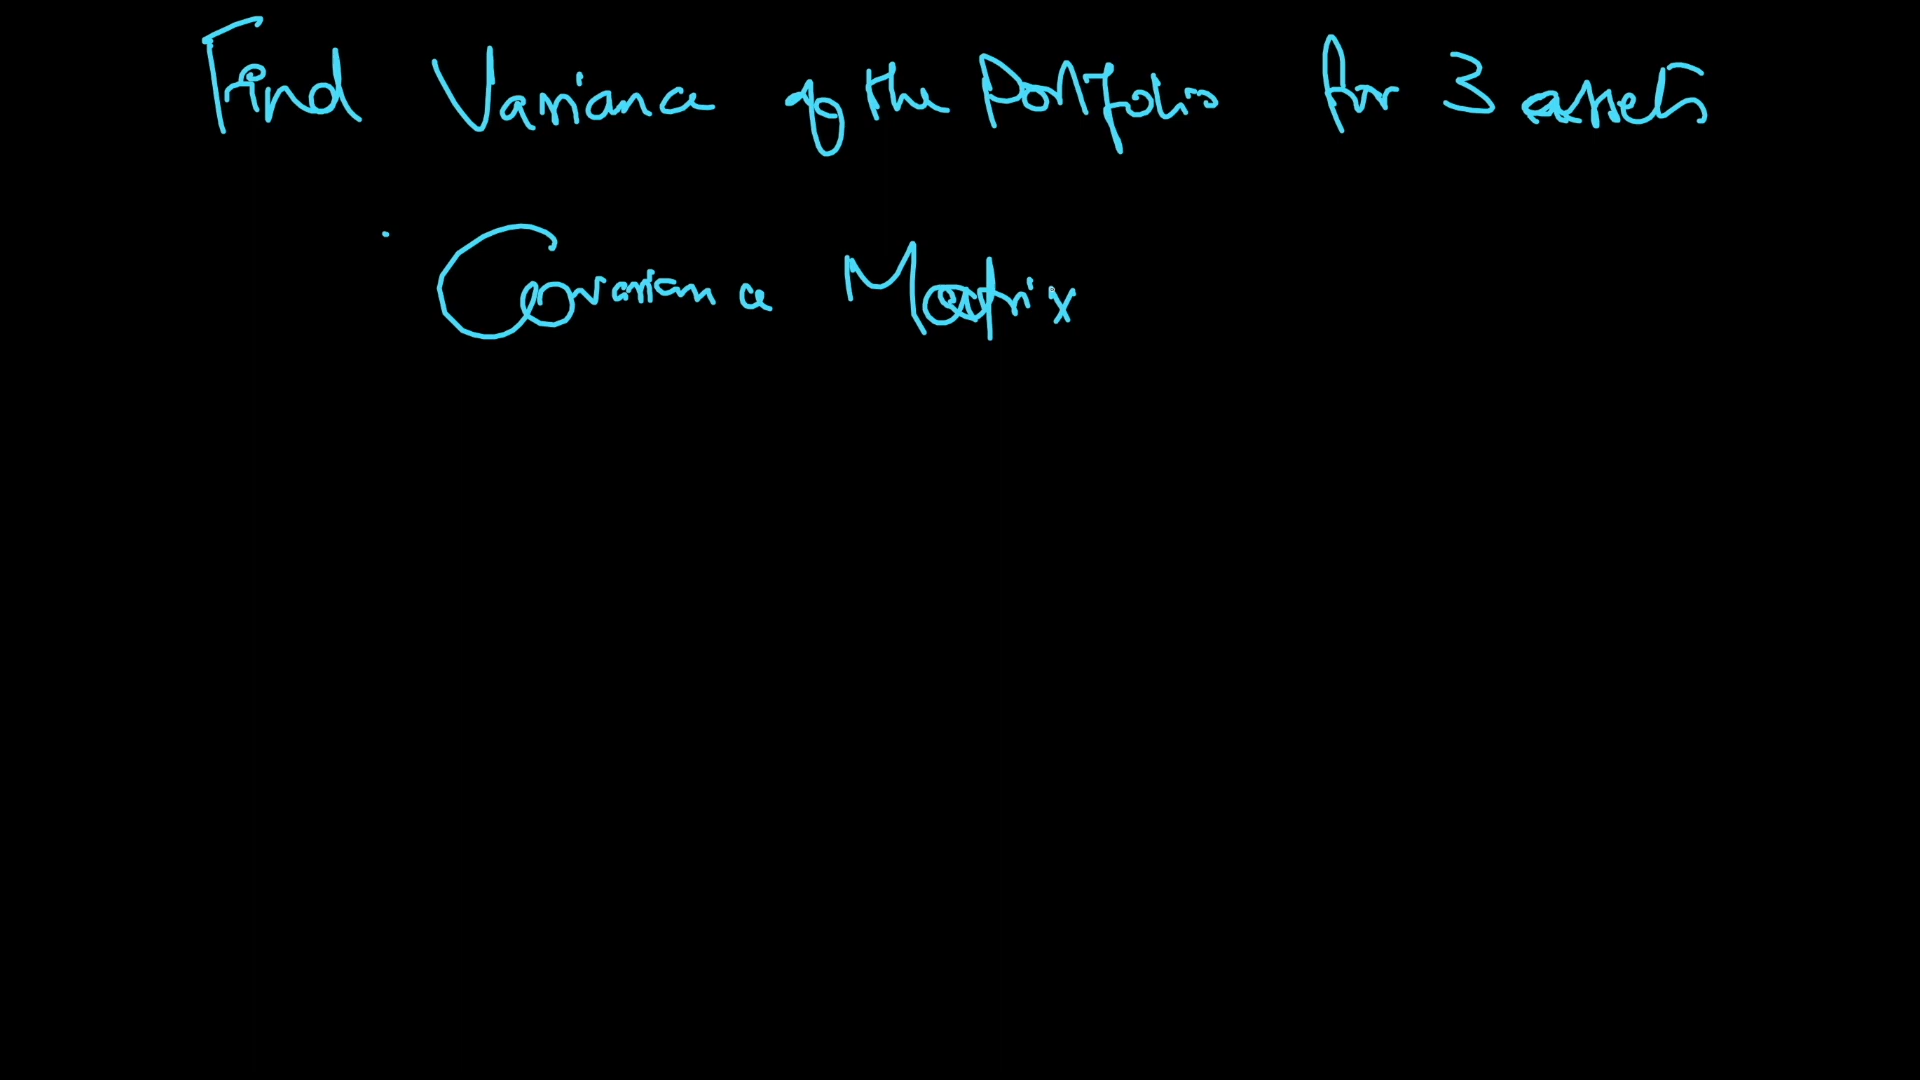 Find Variance of the Portfolio for 3 assets
Covariance Matrix